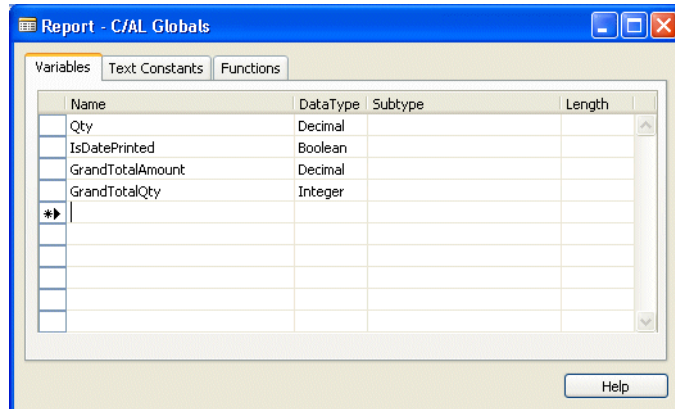 Report - C/AL Globals
Variables Text Constants Functions
Name DataType Subtype Length
Qty Decimal
IsDatePrinted Boolean
GrandTotalAmount Decimal
GrandTotalQty Integer
Help